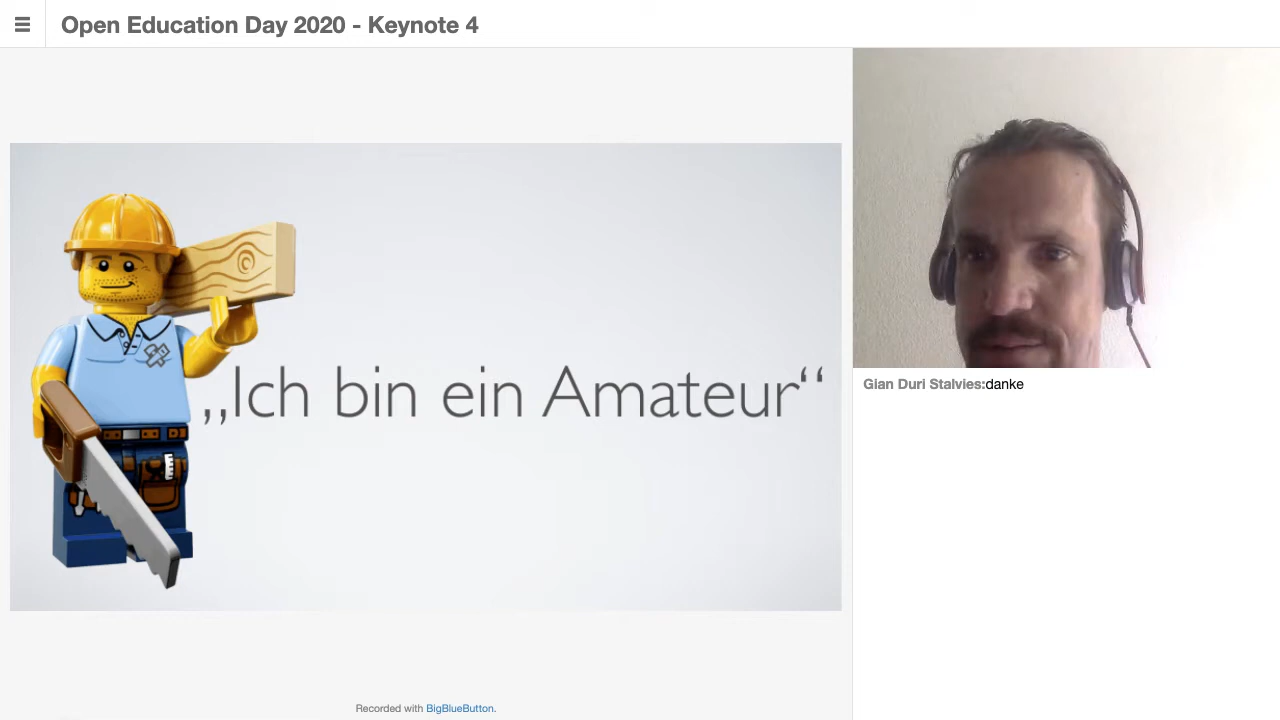 Open Education Day 2020 - Keynote 4
„Ich bin ein Amateur“
Gian Duri Stalvies:danke
Recorded with BigBlueButton.